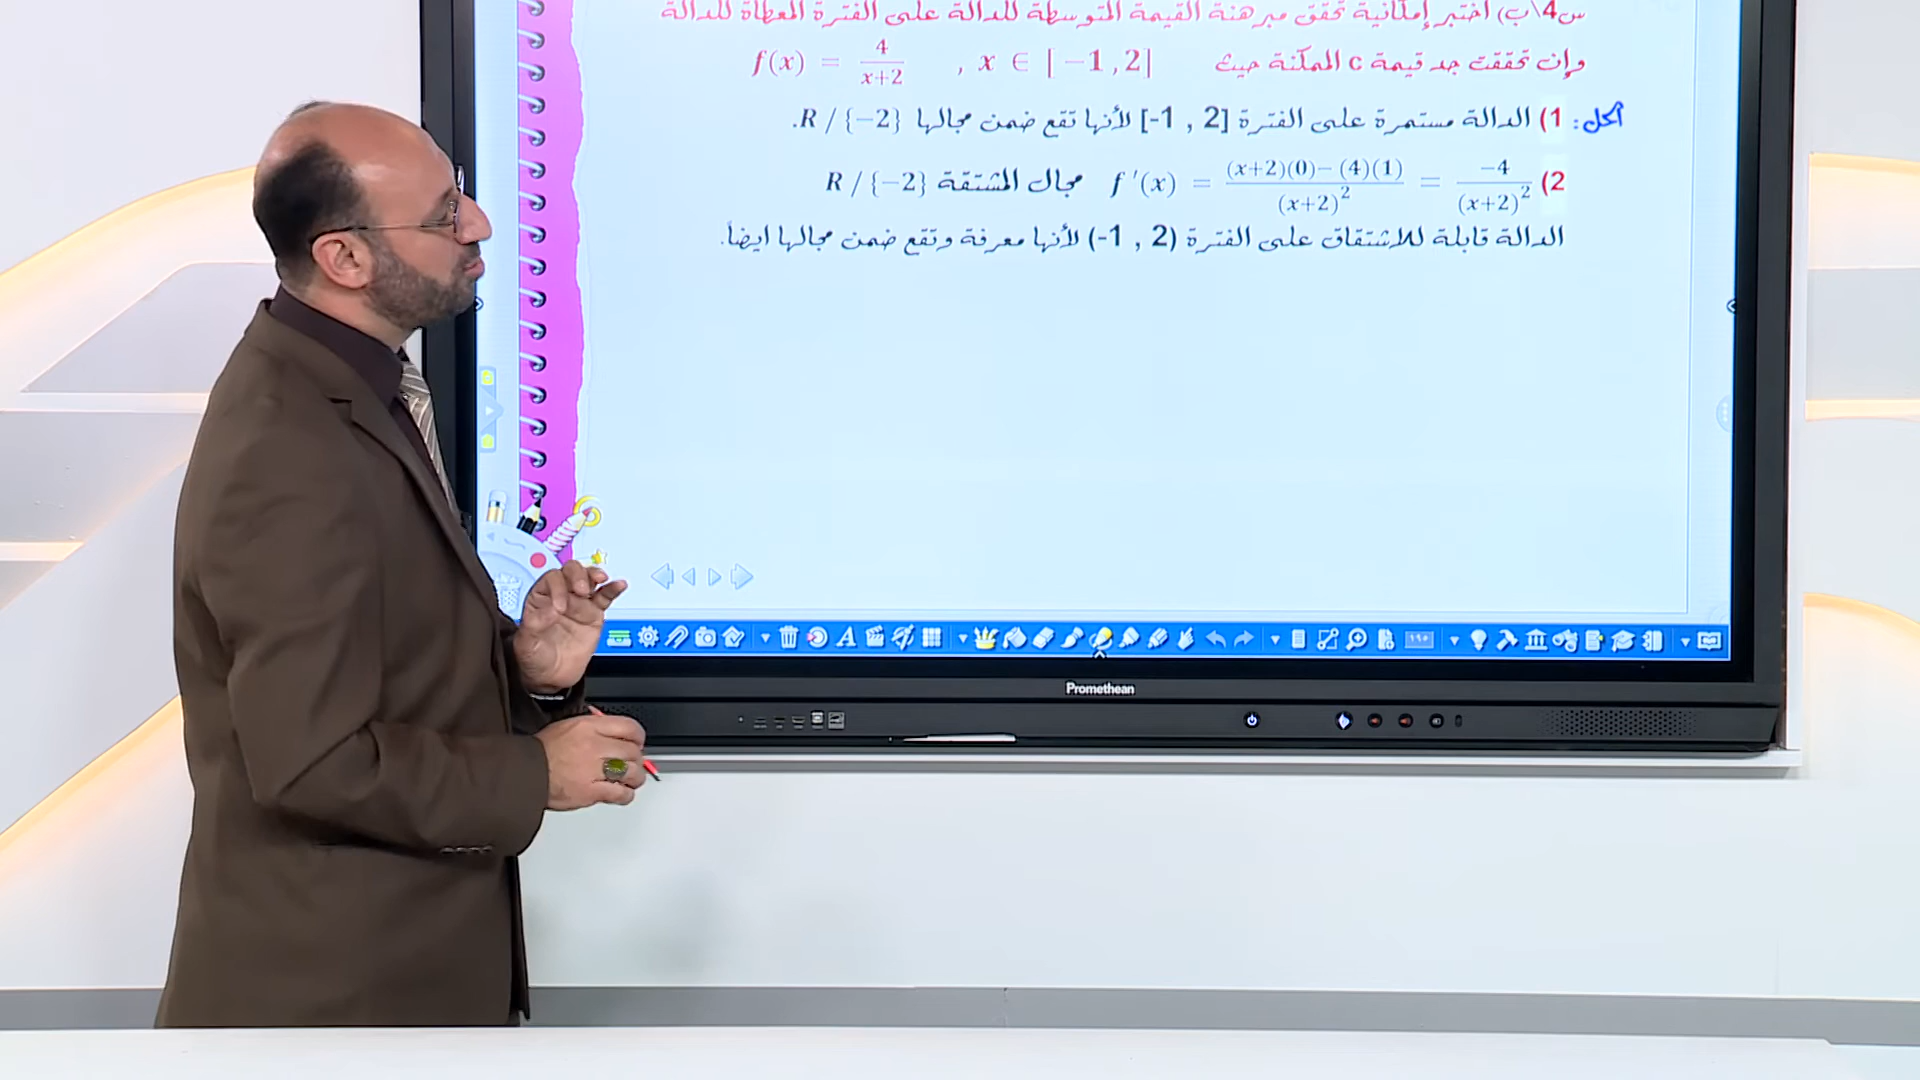 س4\ب) اختبر إمكانية تحقق مبرهنة القيمة المتوسطة للدالة على الفترة المعطاة للدالة
وإن تحققت جد قيمة c الممكنة حيث f(x) = 4/(x+2) , x ∈ [−1,2]
الحل: 1) الدالة مستمرة على الفترة [2 , 1-] لأنها تقع ضمن مجالها R / {−2}.
2) f ′(x) = ((x+2)(0)−(4)(1))/(x+2)² = −4/(x+2)² مجال المشتقة R / {−2}
الدالة قابلة للاشتقاق على الفترة (2 , 1-) لأنها معرفة وتقع ضمن مجالها ايضاً.
١٩٥
Promethean